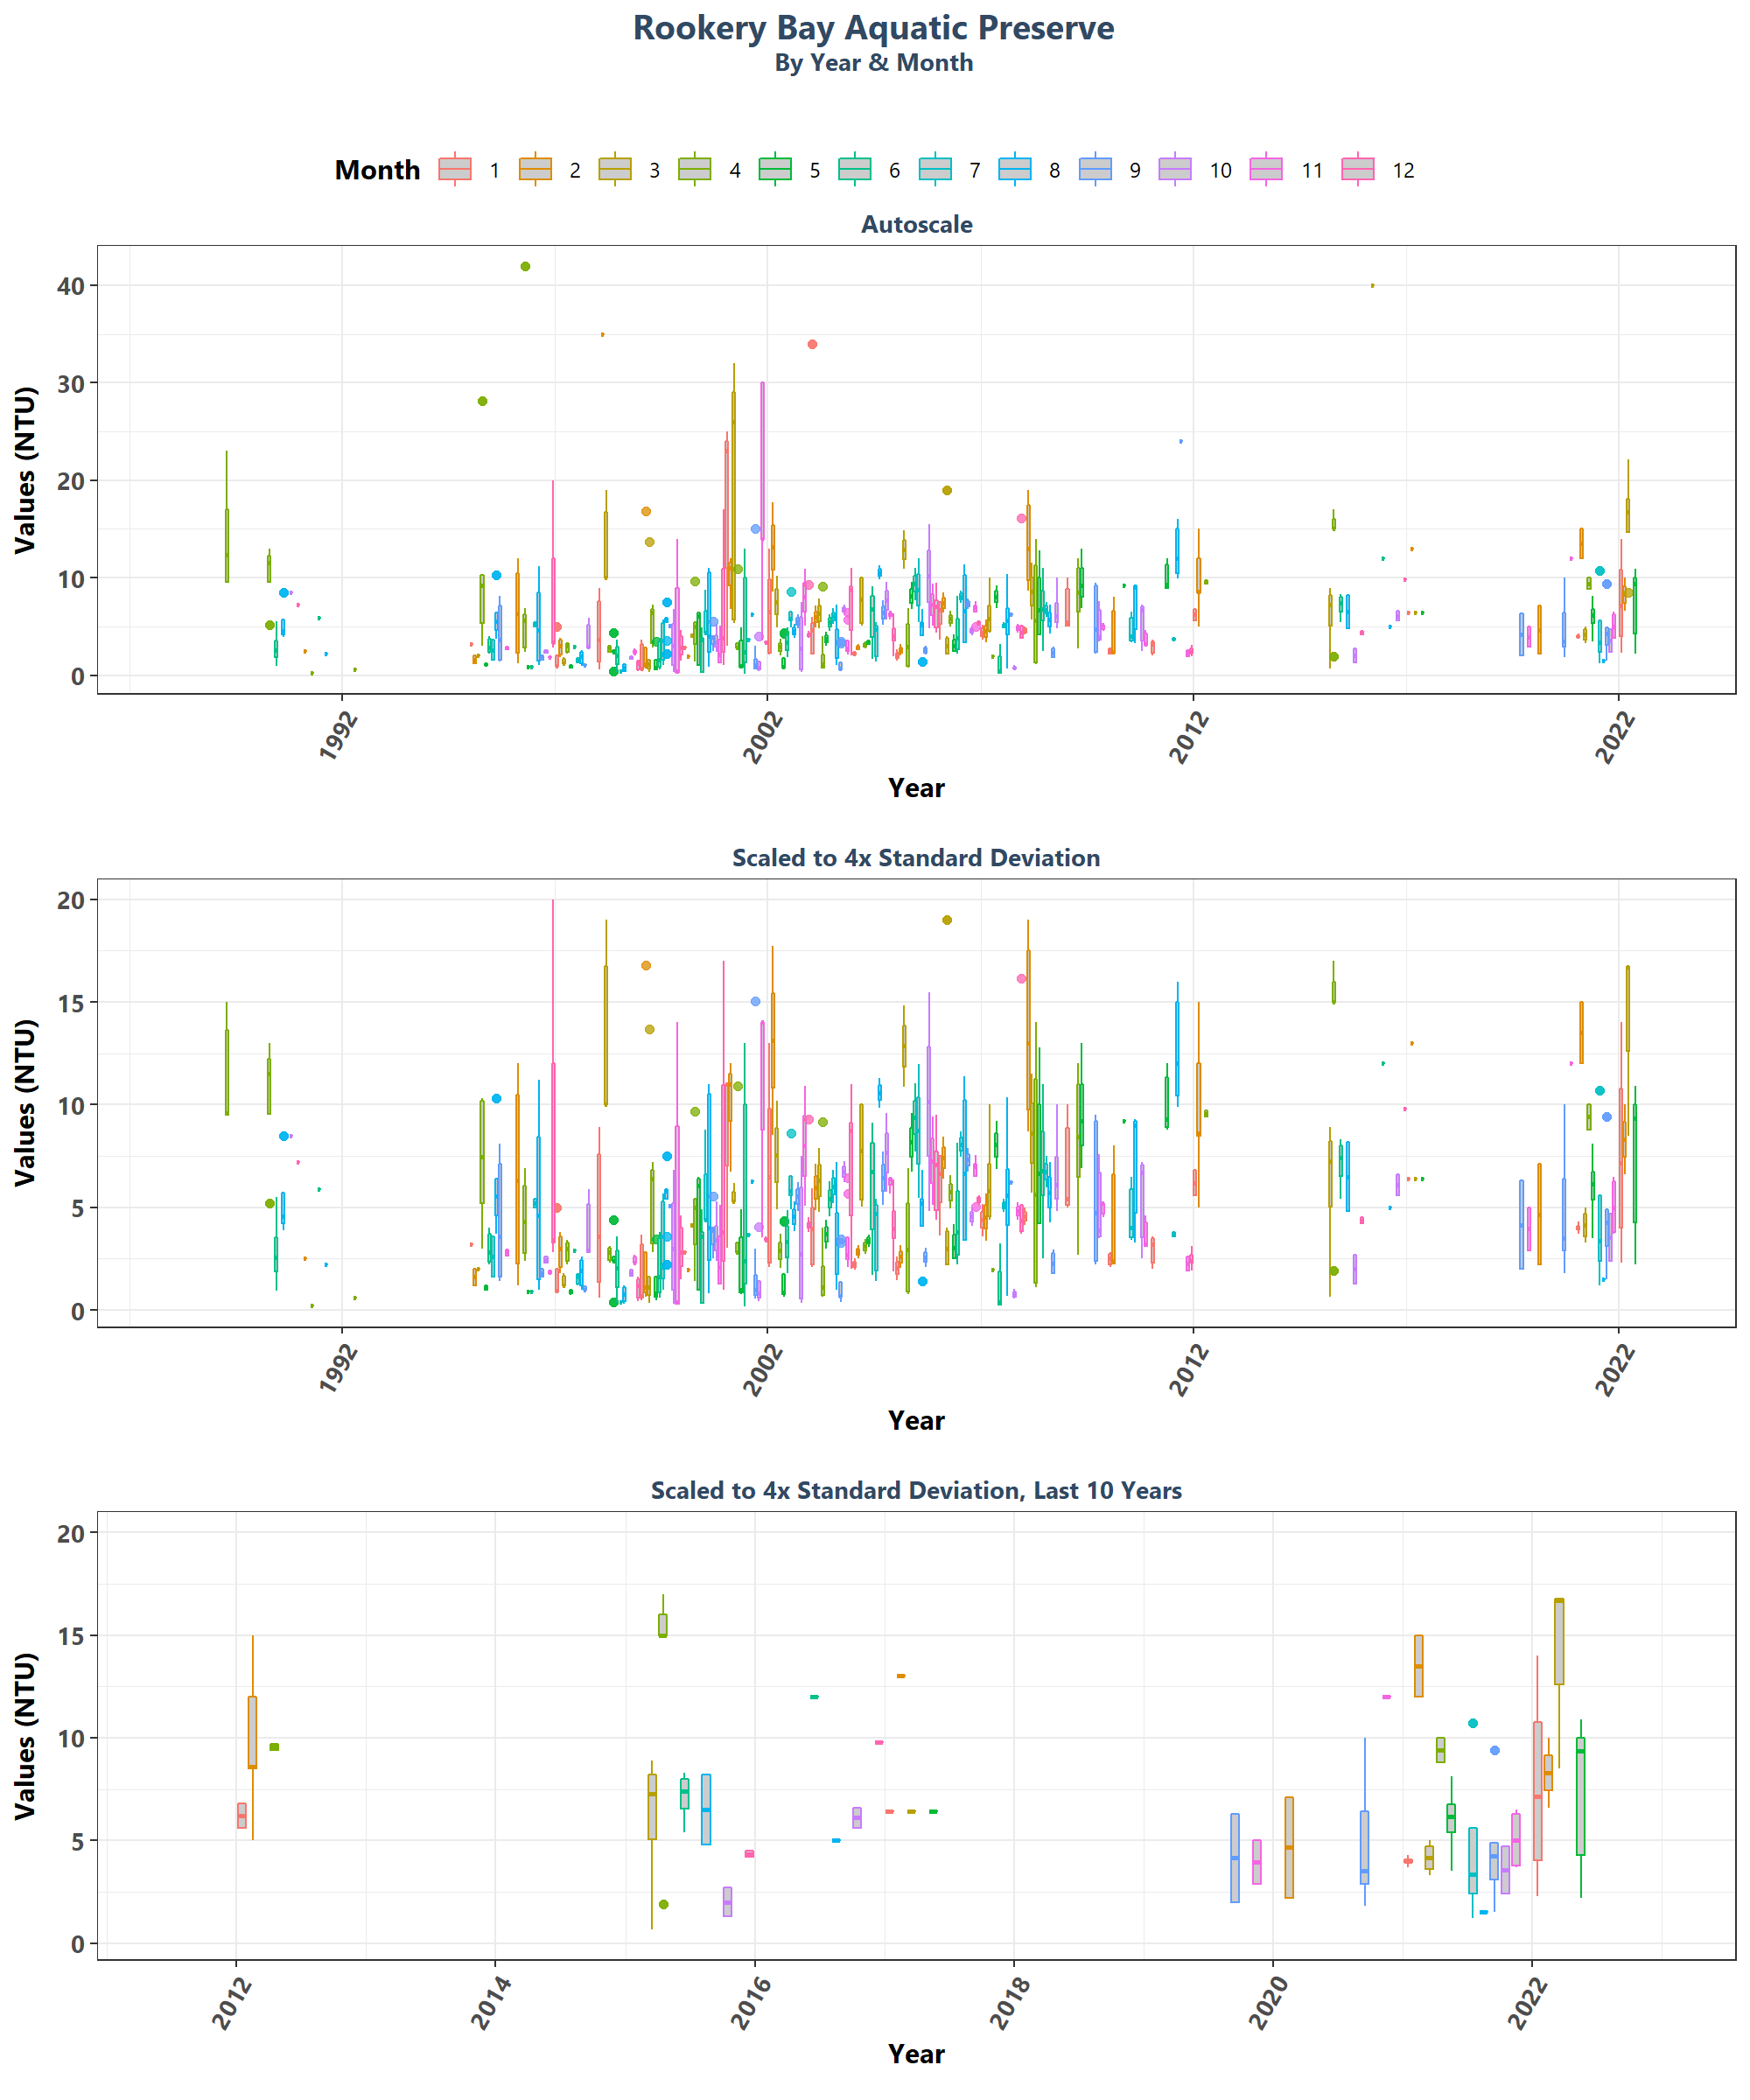 Rookery Bay Aquatic Preserve
By Year & Month
Month 1 2 3 4 5 6 7 8 9 10 11 12
Autoscale
Values (NTU)
40
30
20
10
0
1992 2002 2012 2022
Year
Scaled to 4x Standard Deviation
Values (NTU)
20
15
10
5
0
1992 2002 2012 2022
Year
Scaled to 4x Standard Deviation, Last 10 Years
Values (NTU)
20
15
10
5
0
2012 2014 2016 2018 2020 2022
Year